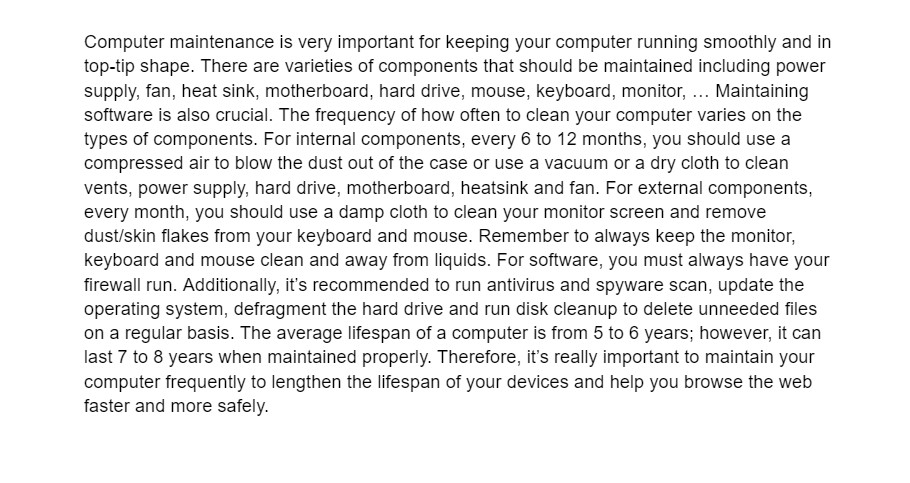 Computer maintenance is very important for keeping your computer running smoothly and in
top-tip shape. There are varieties of components that should be maintained including power
supply, fan, heat sink, motherboard, hard drive, mouse, keyboard, monitor, … Maintaining
software is also crucial. The frequency of how often to clean your computer varies on the
types of components. For internal components, every 6 to 12 months, you should use a
compressed air to blow the dust out of the case or use a vacuum or a dry cloth to clean
vents, power supply, hard drive, motherboard, heatsink and fan. For external components,
every month, you should use a damp cloth to clean your monitor screen and remove
dust/skin flakes from your keyboard and mouse. Remember to always keep the monitor,
keyboard and mouse clean and away from liquids. For software, you must always have your
firewall run. Additionally, it’s recommended to run antivirus and spyware scan, update the
operating system, defragment the hard drive and run disk cleanup to delete unneeded files
on a regular basis. The average lifespan of a computer is from 5 to 6 years; however, it can
last 7 to 8 years when maintained properly. Therefore, it’s really important to maintain your
computer frequently to lengthen the lifespan of your devices and help you browse the web
faster and more safely.